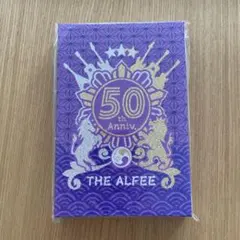 50
th
Anniv.
THE ALFEE